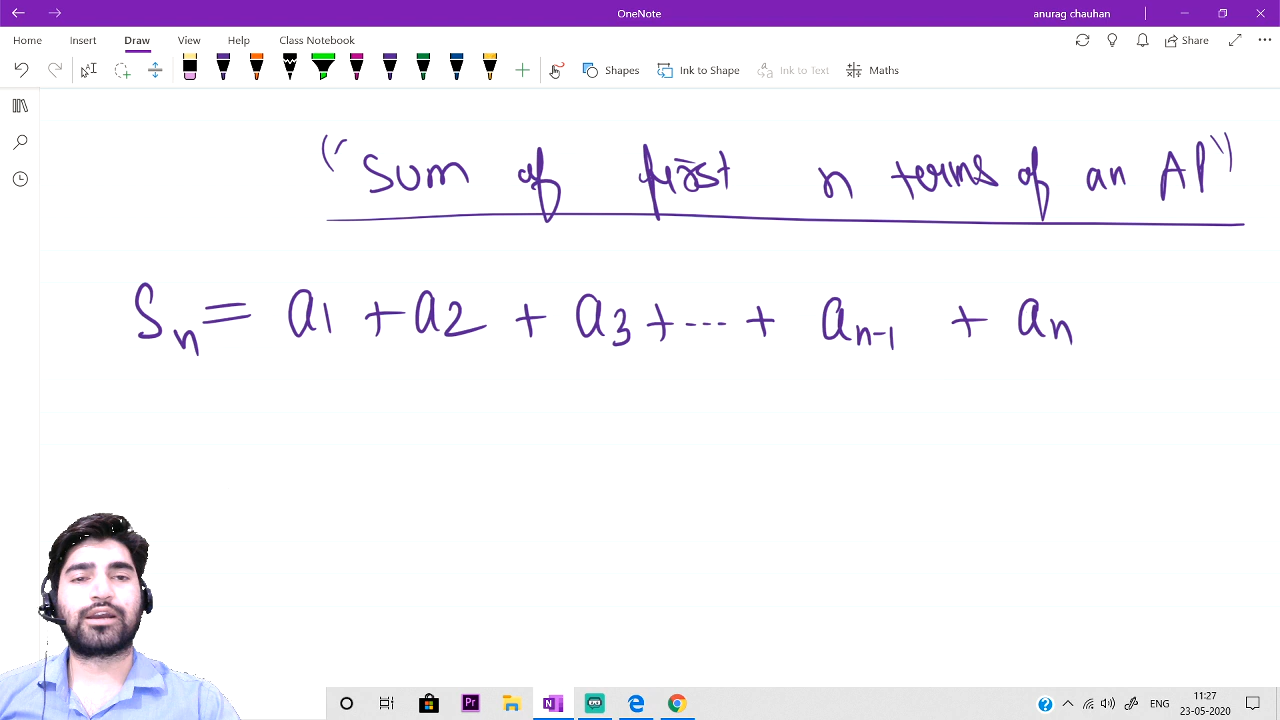 OneNote
anurag chauhan
Home Insert Draw View Help Class Notebook
Share
Shapes Ink to Shape Ink to Text Maths
("Sum of first n terms of an AP")
Sn = a1 + a2 + a3 + --- + an-1 + an
Pr
N
ENG
11:27
23-05-2020